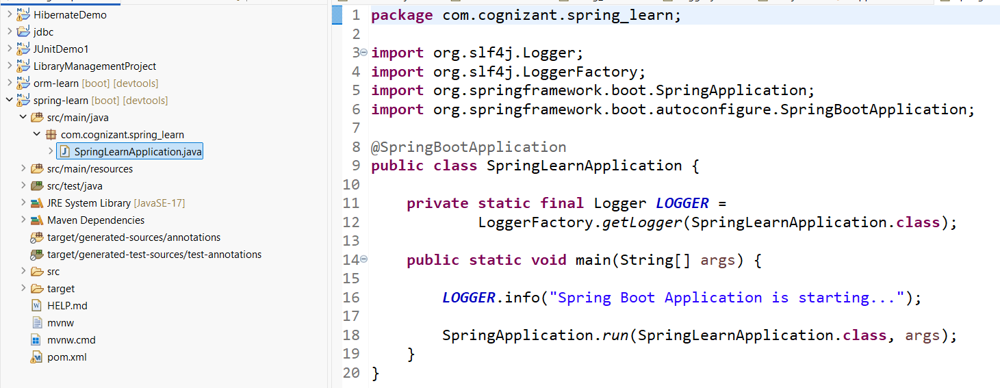 HibernateDemo
jdbc
JUnitDemo1
LibraryManagementProject
orm-learn [boot] [devtools]
spring-learn [boot] [devtools]
src/main/java
com.cognizant.spring_learn
SpringLearnApplication.java
src/main/resources
src/test/java
JRE System Library [JavaSE-17]
Maven Dependencies
target/generated-sources/annotations
target/generated-test-sources/test-annotations
src
target
HELP.md
mvnw
mvnw.cmd
pom.xml
1 package com.cognizant.spring_learn;
2
3 import org.slf4j.Logger;
4 import org.slf4j.LoggerFactory;
5 import org.springframework.boot.SpringApplication;
6 import org.springframework.boot.autoconfigure.SpringBootApplication;
7
8 @SpringBootApplication
9 public class SpringLearnApplication {
10
11     private static final Logger LOGGER =
12             LoggerFactory.getLogger(SpringLearnApplication.class);
13
14     public static void main(String[] args) {
15
16         LOGGER.info("Spring Boot Application is starting...");
17
18         SpringApplication.run(SpringLearnApplication.class, args);
19     }
20 }